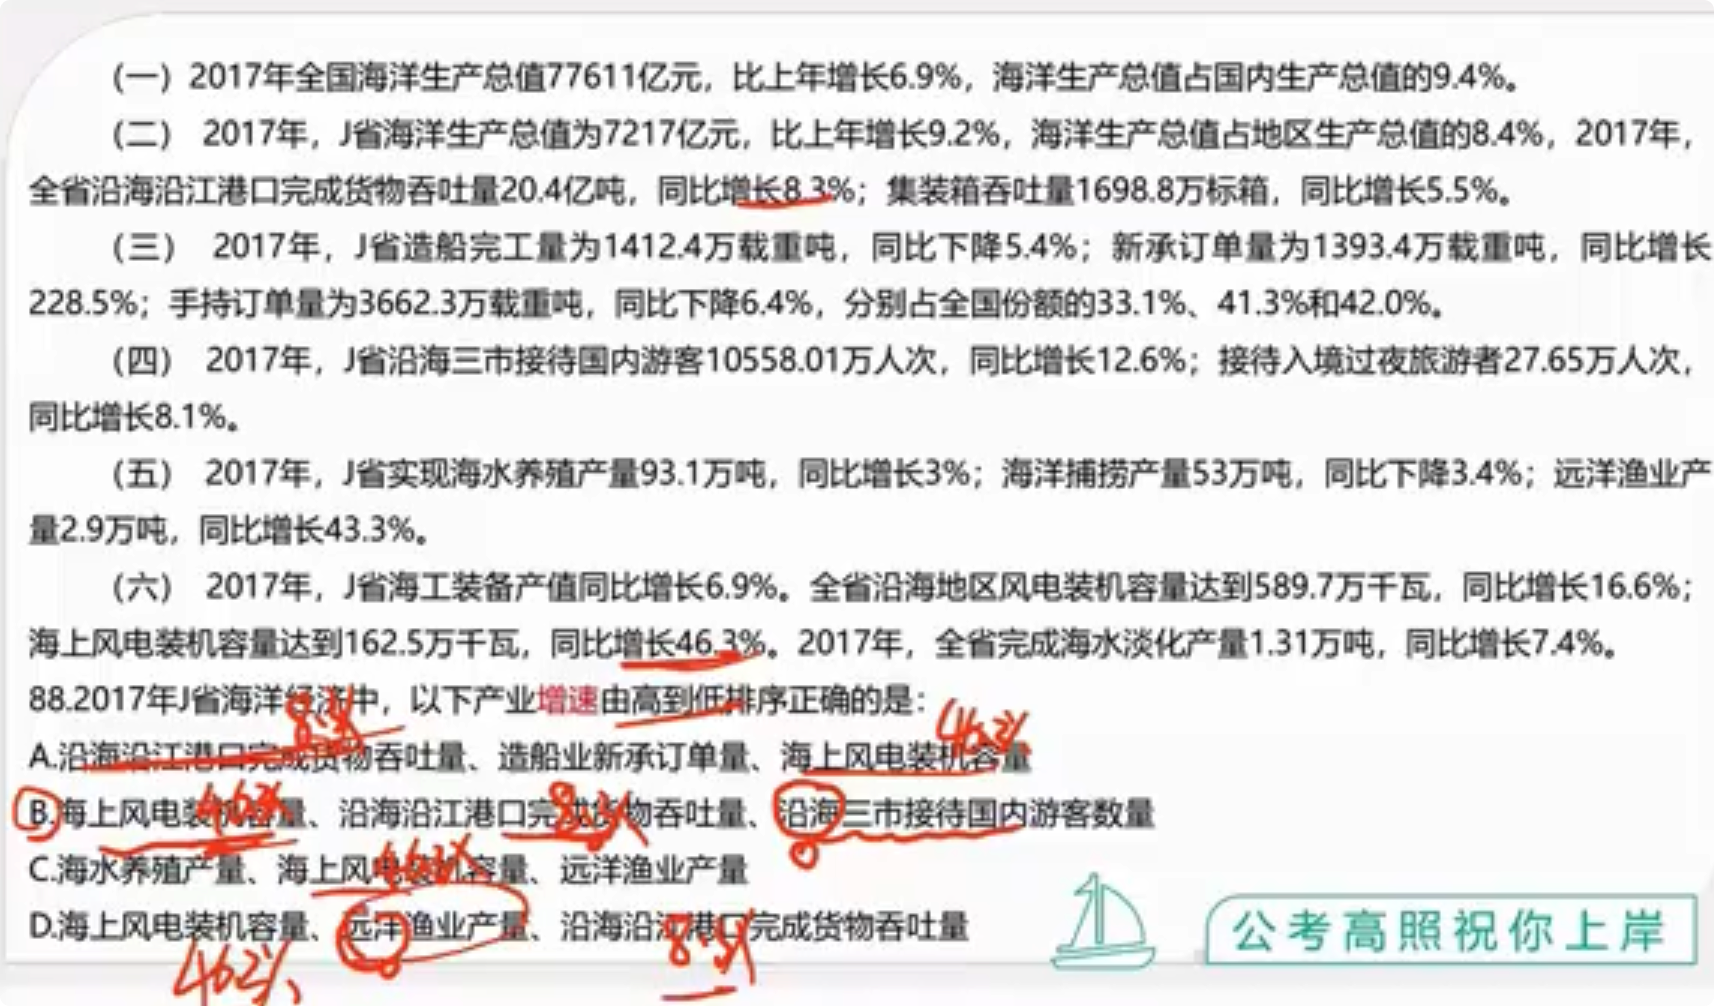 （一）2017年全国海洋生产总值77611亿元，比上年增长6.9%，海洋生产总值占国内生产总值的9.4%。
（二） 2017年，J省海洋生产总值为7217亿元，比上年增长9.2%，海洋生产总值占地区生产总值的8.4%，2017年，
全省沿海沿江港口完成货物吞吐量20.4亿吨，同比增长8.3%；集装箱吞吐量1698.8万标箱，同比增长5.5%。
（三） 2017年，J省造船完工量为1412.4万载重吨，同比下降5.4%；新承订单量为1393.4万载重吨，同比增长
228.5%；手持订单量为3662.3万载重吨，同比下降6.4%，分别占全国份额的33.1%、41.3%和42.0%。
（四） 2017年，J省沿海三市接待国内游客10558.01万人次，同比增长12.6%；接待入境过夜旅游者27.65万人次，
同比增长8.1%。
（五） 2017年，J省实现海水养殖产量93.1万吨，同比增长3%；海洋捕捞产量53万吨，同比下降3.4%；远洋渔业产
量2.9万吨，同比增长43.3%。
（六） 2017年，J省海工装备产值同比增长6.9%。全省沿海地区风电装机容量达到589.7万千瓦，同比增长16.6%；
海上风电装机容量达到162.5万千瓦，同比增长46.3%。2017年，全省完成海水淡化产量1.31万吨，同比增长7.4%。
88.2017年J省海洋经济中，以下产业增速由高到低排序正确的是：
A.沿海沿江港口完成货物吞吐量、造船业新承订单量、海上风电装机容量
B.海上风电装机容量、沿海沿江港口完成货物吞吐量、沿海三市接待国内游客数量
C.海水养殖产量、海上风电装机容量、远洋渔业产量
D.海上风电装机容量、远洋渔业产量、沿海沿江港口完成货物吞吐量
公考高照祝你上岸